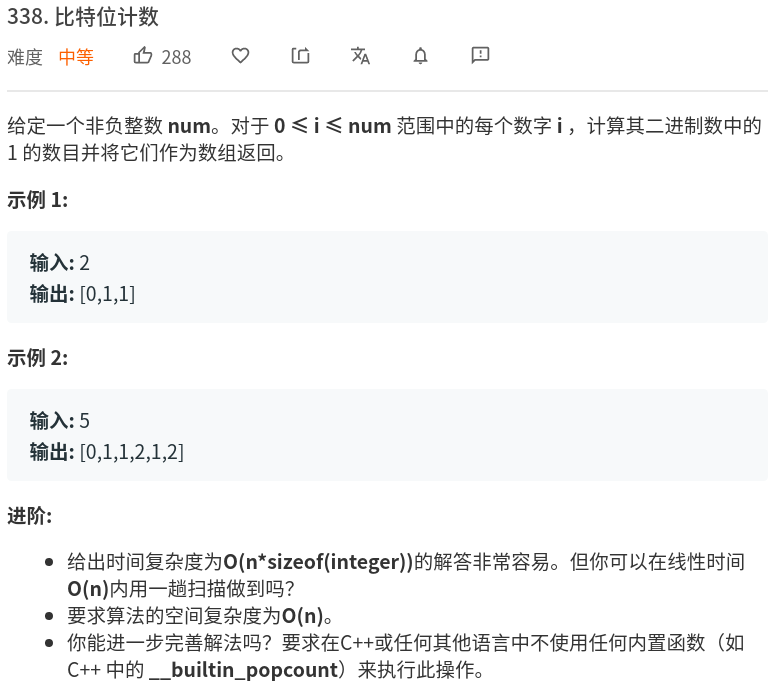 338. 比特位计数
难度 中等 288
给定一个非负整数 num。对于 0 ≤ i ≤ num 范围中的每个数字 i ，计算其二进制数中的
1 的数目并将它们作为数组返回。
示例 1:
输入: 2
输出: [0,1,1]
示例 2:
输入: 5
输出: [0,1,1,2,1,2]
进阶:
给出时间复杂度为O(n*sizeof(integer))的解答非常容易。但你可以在线性时间
O(n)内用一趟扫描做到吗？
要求算法的空间复杂度为O(n)。
你能进一步完善解法吗？要求在C++或任何其他语言中不使用任何内置函数（如
C++ 中的 __builtin_popcount）来执行此操作。